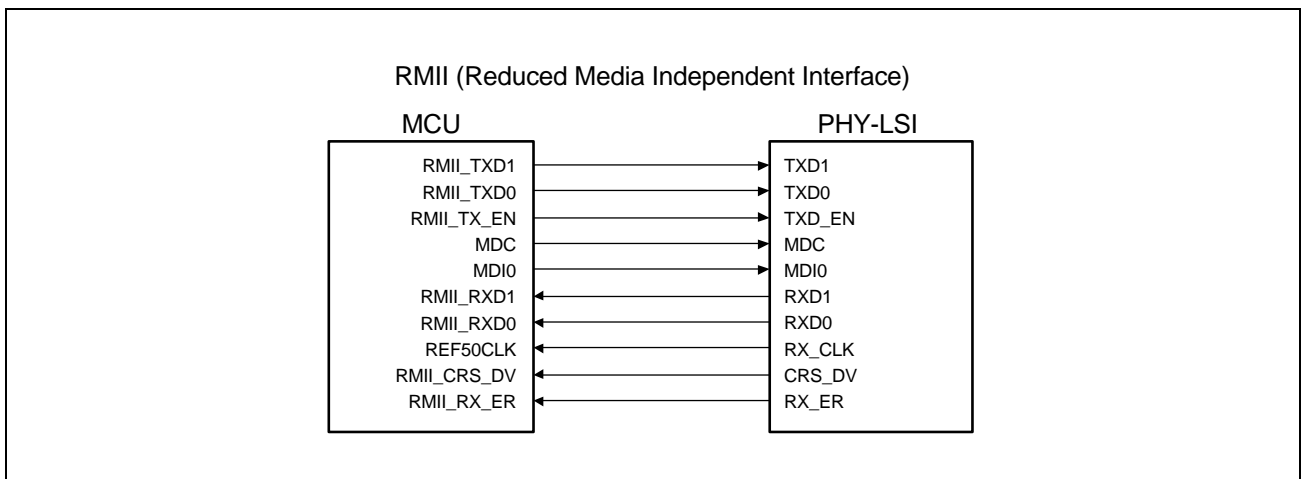 RMII (Reduced Media Independent Interface)
MCU PHY-LSI
RMII_TXD1 TXD1
RMII_TXD0 TXD0
RMII_TX_EN TXD_EN
MDC MDC
MDI0 MDI0
RMII_RXD1 RXD1
RMII_RXD0 RXD0
REF50CLK RX_CLK
RMII_CRS_DV CRS_DV
RMII_RX_ER RX_ER